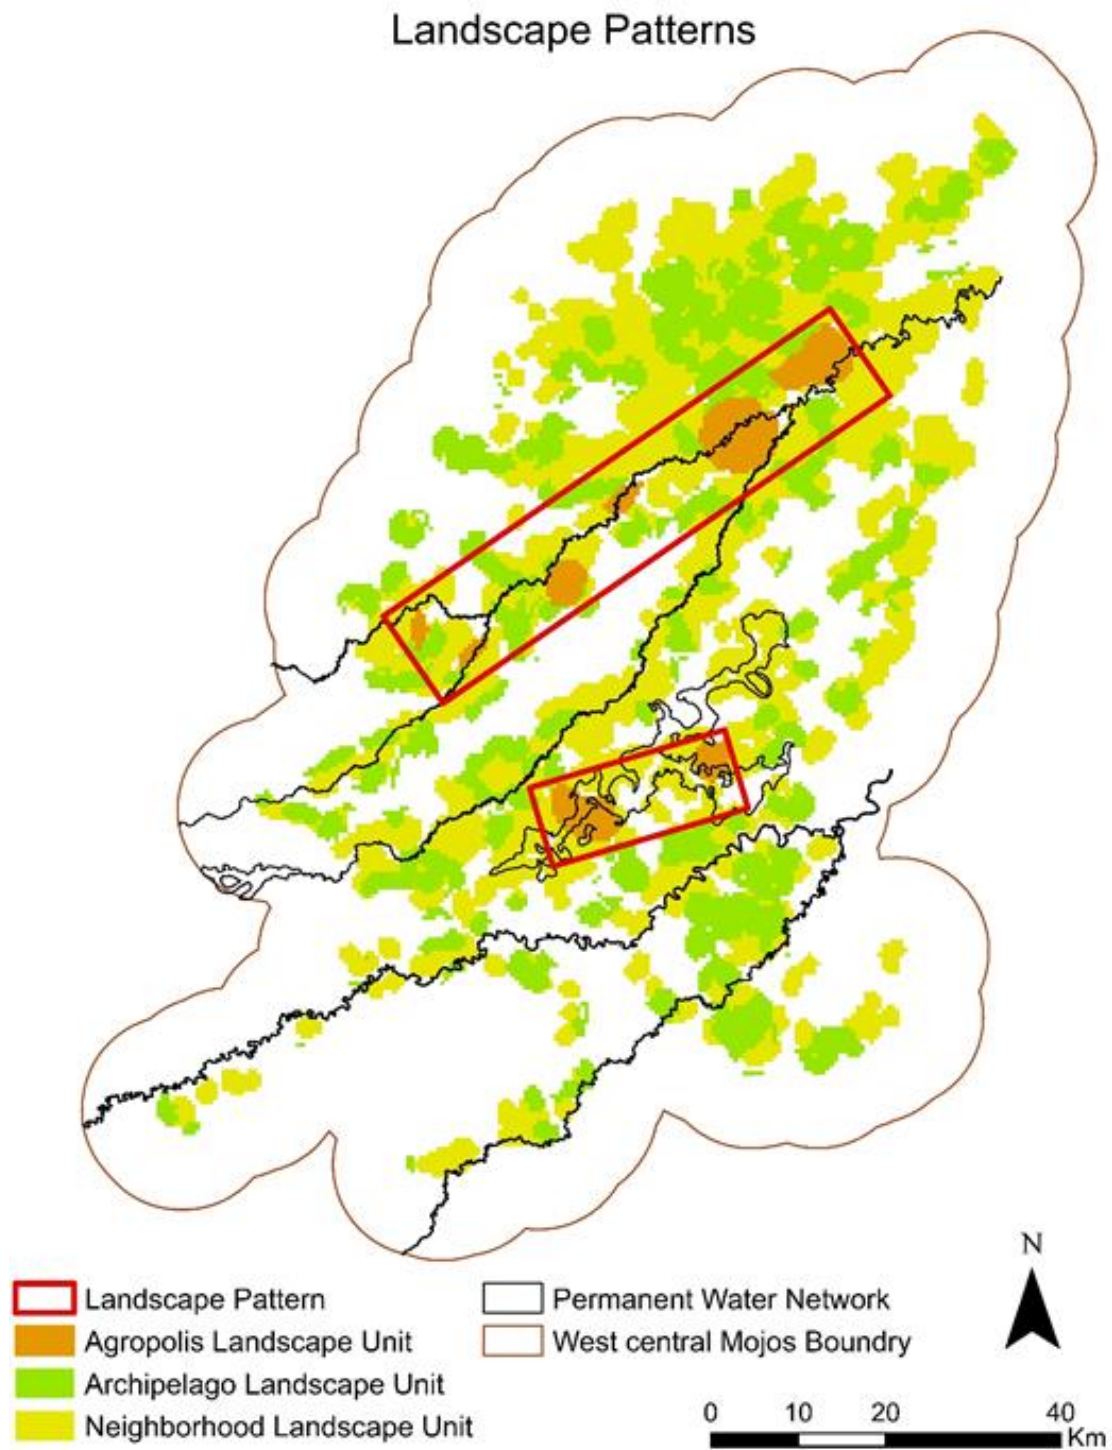 Landscape Patterns
N
Landscape Pattern
Permanent Water Network
Agropolis Landscape Unit
West central Mojos Boundry
Archipelago Landscape Unit
Neighborhood Landscape Unit
0 10 20 40
Km